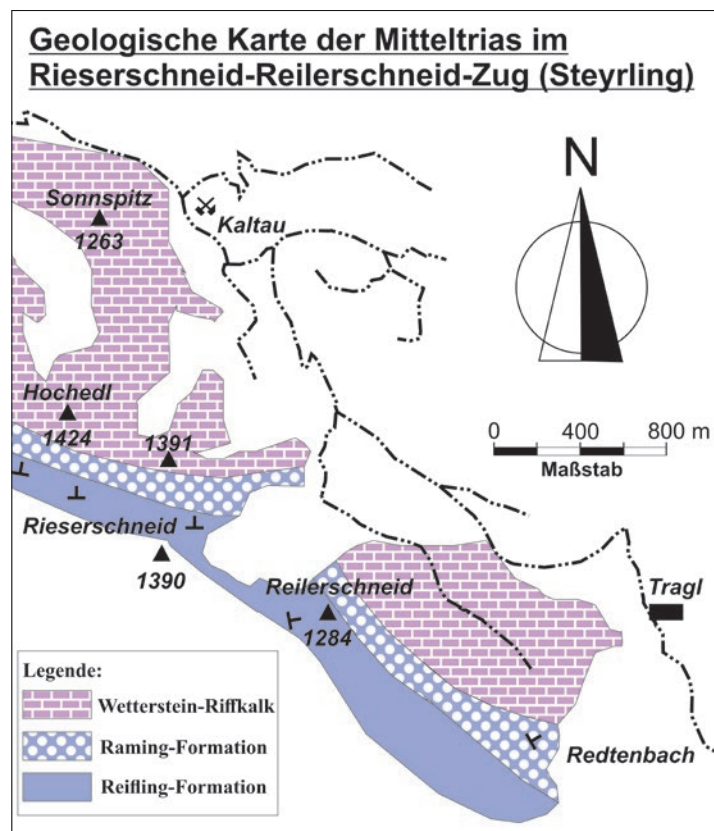 Geologische Karte der Mitteltrias im
Rieserschneid-Reilerschneid-Zug (Steyrling)
N
Sonnspitz
1263
Kaltau
Hochedl
1424
1391
0 400 800 m
Maßstab
Rieserschneid
1390
Reilerschneid
1284
Tragl
Redtenbach
Legende:
Wetterstein-Riffkalk
Raming-Formation
Reifling-Formation